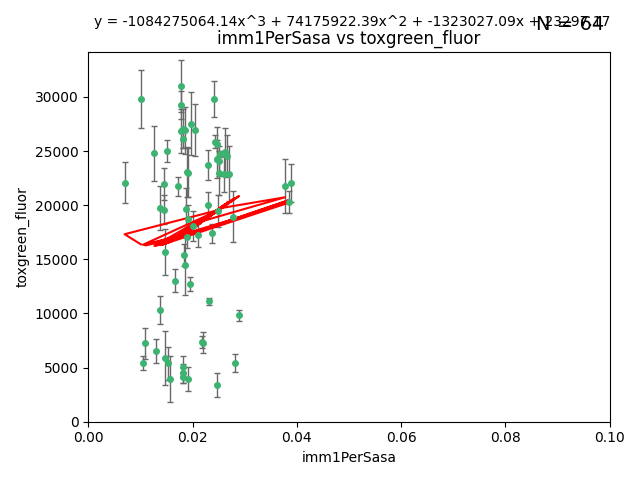 y = -1084275064.14x^3 + 74175922.39x^2 + -1323027.09x + 23297.17
N = 64
imm1PerSasa vs toxgreen_fluor
30000
25000
20000
15000
10000
5000
0
toxgreen_fluor
0.00 0.02 0.04 0.06 0.08 0.10
imm1PerSasa